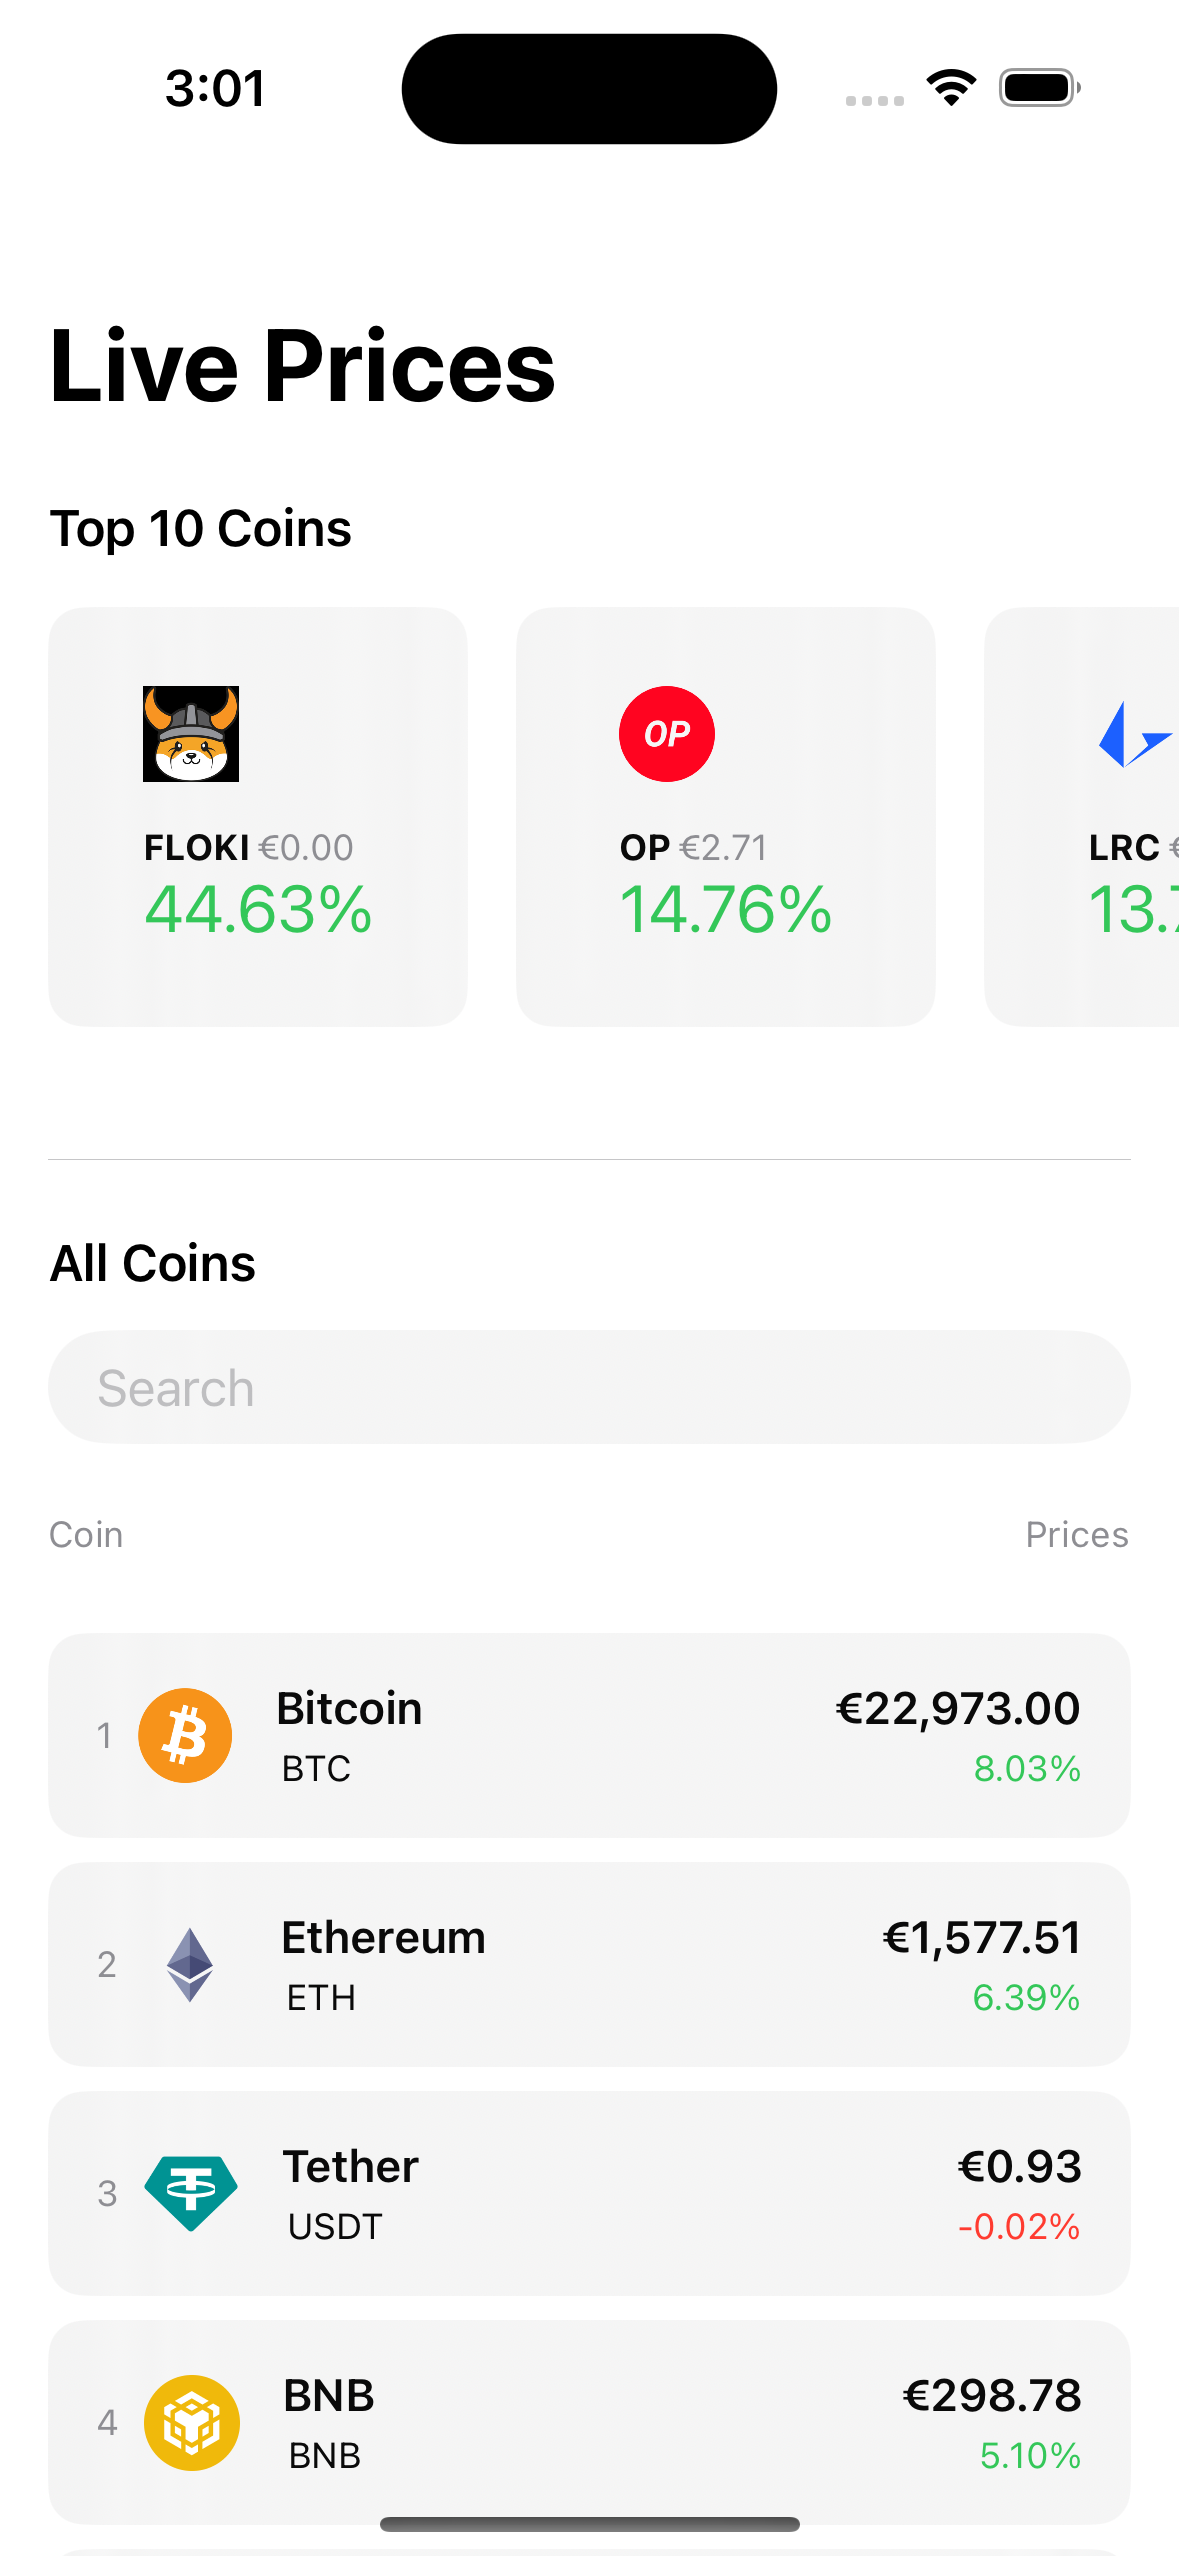 3:01
Live Prices
Top 10 Coins
OP
FLOKI €0.00
44.63%
OP €2.71
14.76%
LRC
13.
All Coins
Search
Coin
Prices
1
Bitcoin
BTC
€22,973.00
8.03%
2
Ethereum
ETH
€1,577.51
6.39%
3
Tether
USDT
€0.93
-0.02%
4
BNB
BNB
€298.78
5.10%